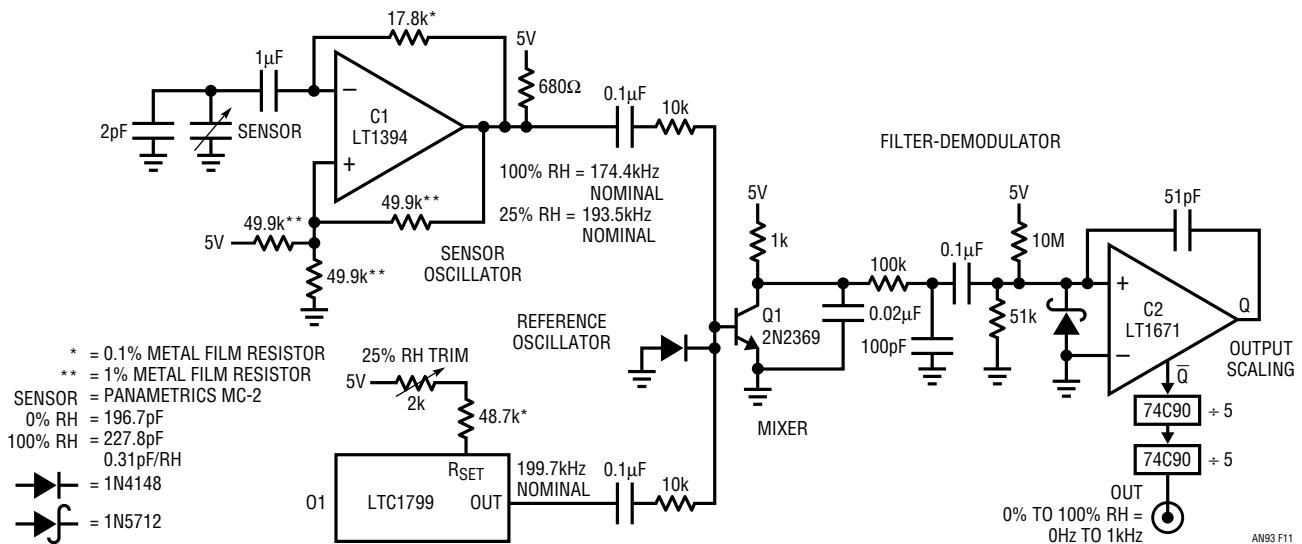 17.8k*
5V
1µF
680Ω
C1
LT1394
−
+
2pF
SENSOR
0.1µF
10k
100% RH = 174.4kHz
NOMINAL
25% RH = 193.5kHz
NOMINAL
49.9k**
49.9k**
5V
49.9k**
SENSOR
OSCILLATOR
FILTER-DEMODULATOR
5V
1k
5V
10M
51pF
0.1µF
100k
Q1
2N2369
0.02µF
100pF
51k
+
−
C2
LT1671
Q
Q̅
OUTPUT
SCALING
74C90
÷ 5
74C90
÷ 5
OUT
0% TO 100% RH =
0Hz TO 1kHz
REFERENCE
OSCILLATOR
MIXER
25% RH TRIM
5V
2k
48.7k*
RSET
O1
LTC1799
OUT
199.7kHz
NOMINAL
0.1µF
10k
* = 0.1% METAL FILM RESISTOR
** = 1% METAL FILM RESISTOR
SENSOR = PANAMETRICS MC-2
0% RH = 196.7pF
100% RH = 227.8pF
0.31pF/RH
= 1N4148
= 1N5712
AN93 F11